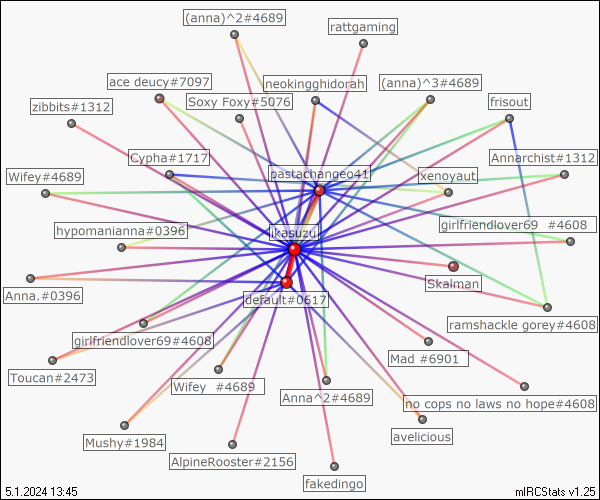 (anna)^2#4689
rattgaming
ace deucy#7097
neokingghidorah
(anna)^3#4689
zibbits#1312
Soxy Foxy#5076
frisout
Cypha#1717
pastachangeo41
xenoyaut
Annarchist#1312
Wifey#4689
girlfriendlover69 #4608
hypomanianna#0396
ikasuzu
Skalman
Anna.#0396
default#0617
ramshackle gorey#4608
girlfriendlover69#4608
Mad #6901
Toucan#2473
Wifey #4689
Anna^2#4689
no cops no laws no hope#4608
Mushy#1984
avelicious
AlpineRooster#2156
fakedingo
5.1.2024 13:45
mIRCStats v1.25